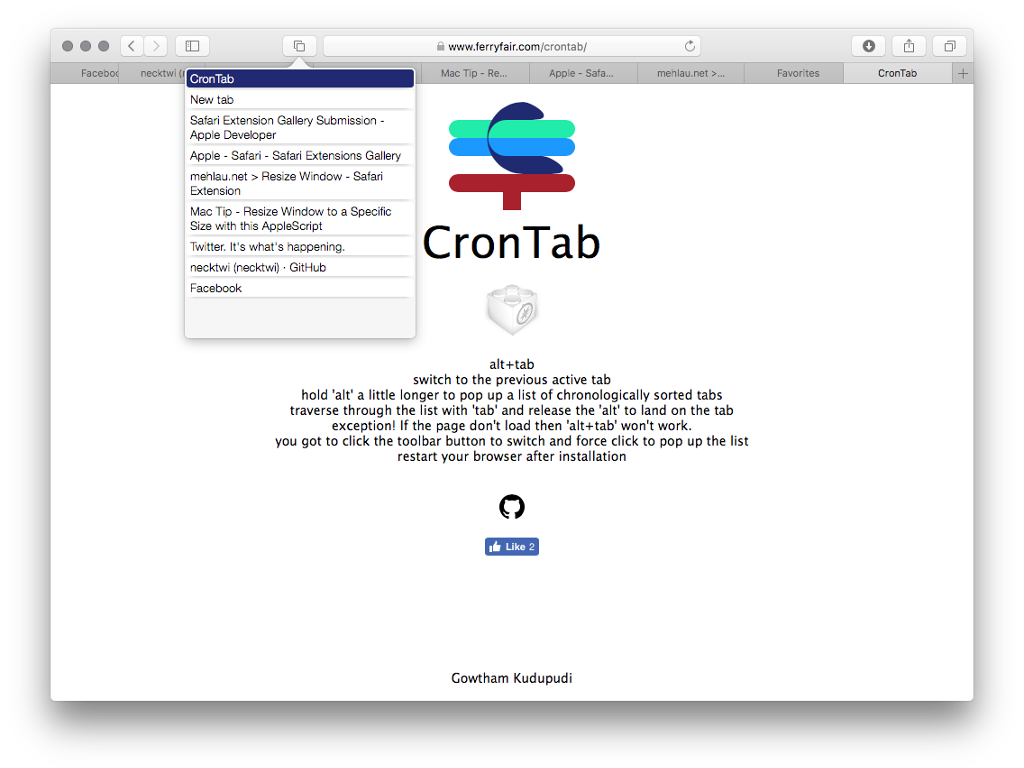 www.ferryfair.com/crontab/
Faceboo
necktwi (n
Mac Tip - Re...
Apple - Safa...
mehlau.net >...
Favorites
CronTab
CronTab
New tab
Safari Extension Gallery Submission -
Apple Developer
Apple - Safari - Safari Extensions Gallery
mehlau.net > Resize Window - Safari
Extension
Mac Tip - Resize Window to a Specific
Size with this AppleScript
Twitter. It's what's happening.
necktwi (necktwi) · GitHub
Facebook
CronTab
alt+tab
switch to the previous active tab
hold 'alt' a little longer to pop up a list of chronologically sorted tabs
traverse through the list with 'tab' and release the 'alt' to land on the tab
exception! If the page don't load then 'alt+tab' won't work.
you got to click the toolbar button to switch and force click to pop up the list
restart your browser after installation
Like 2
Gowtham Kudupudi